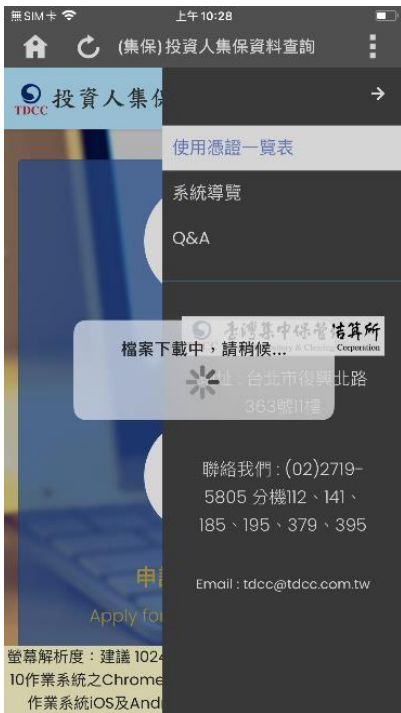 無SIM卡
上午10:28
(集保)投資人集保資料查詢
TDCC 投資人集保
使用憑證一覽表
系統導覽
Q&A
臺灣集中保管結算所
Corporation
檔案下載中，請稍候...
址：台北市復興北路
363號11樓
聯絡我們 : (02)2719-
5805 分機112、141、
185、195、379、395
Email : tdcc@tdcc.com.tw
申
Apply for
螢幕解析度：建議 1024
10作業系統之Chrome
作業系統iOS及And